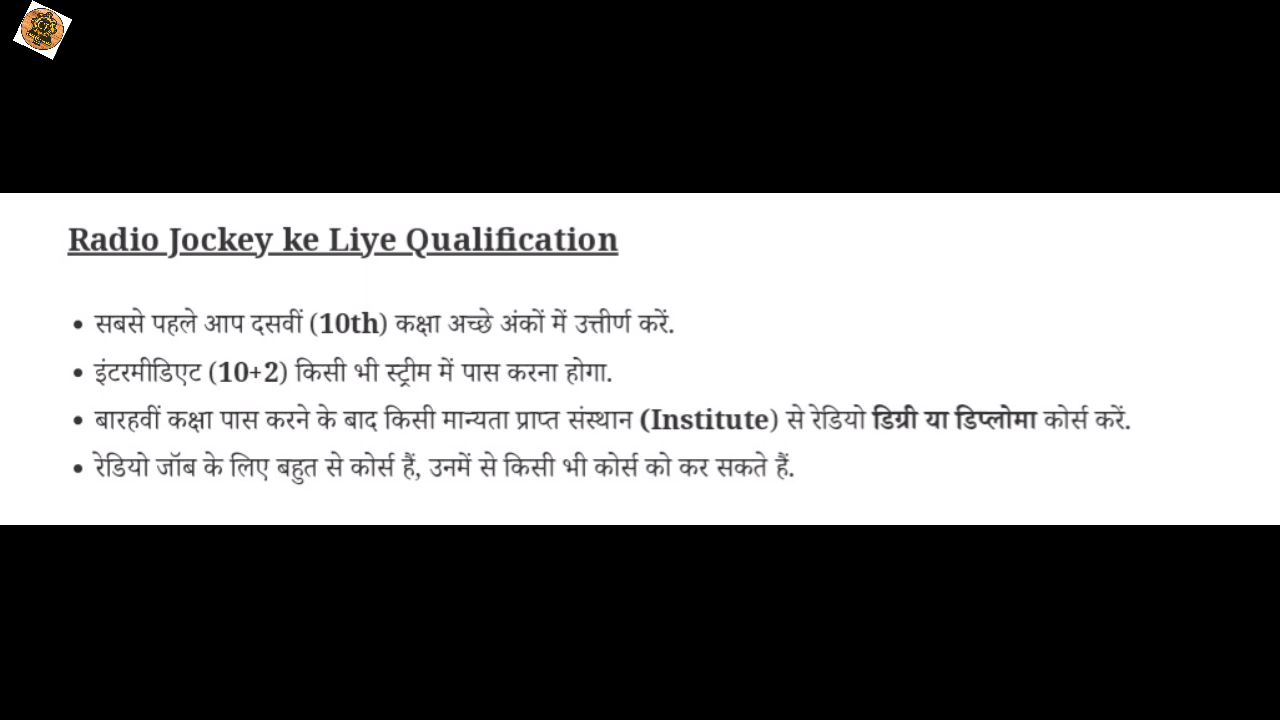 Radio Jockey ke Liye Qualification
• सबसे पहले आप दसवीं (10th) कक्षा अच्छे अंकों में उत्तीर्ण करें.
• इंटरमीडिएट (10+2) किसी भी स्ट्रीम में पास करना होगा.
• बारहवीं कक्षा पास करने के बाद किसी मान्यता प्राप्त संस्थान (Institute) से रेडियो डिग्री या डिप्लोमा कोर्स करें.
• रेडियो जॉब के लिए बहुत से कोर्स हैं, उनमें से किसी भी कोर्स को कर सकते हैं.